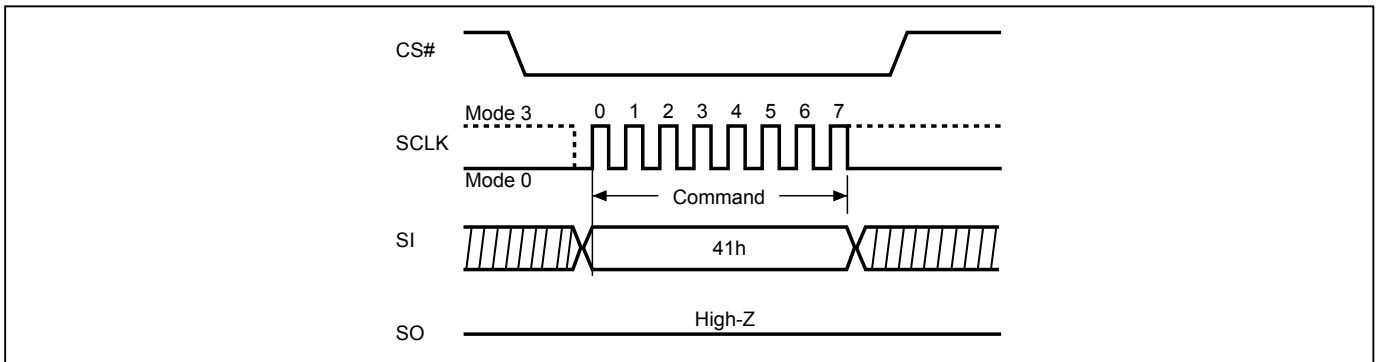 CS#
Mode 3
0 1 2 3 4 5 6 7
SCLK
Mode 0
Command
SI
41h
High-Z
SO